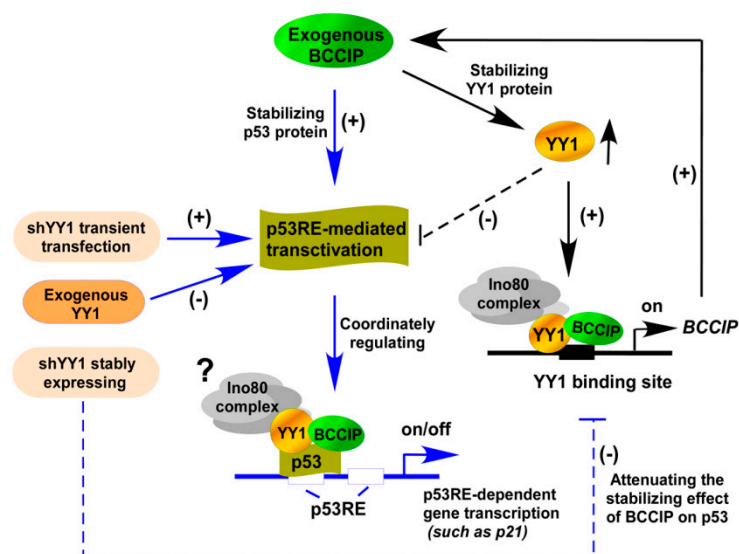 Exogenous
BCCIP
Stabilizing
YY1 protein
Stabilizing
p53 protein
(+)
YY1
(+)
(-)
(+)
shYY1 transient
transfection
(+)
p53RE-mediated
transctivation
Exogenous
YY1
(-)
Ino80
complex
YY1
BCCIP
on
BCCIP
YY1 binding site
Coordinately
regulating
shYY1 stably
expressing
?
Ino80
complex
YY1
BCCIP
p53
on/off
p53RE
p53RE-dependent
gene transcription
(such as p21)
(-)
Attenuating the
stabilizing effect
of BCCIP on p53